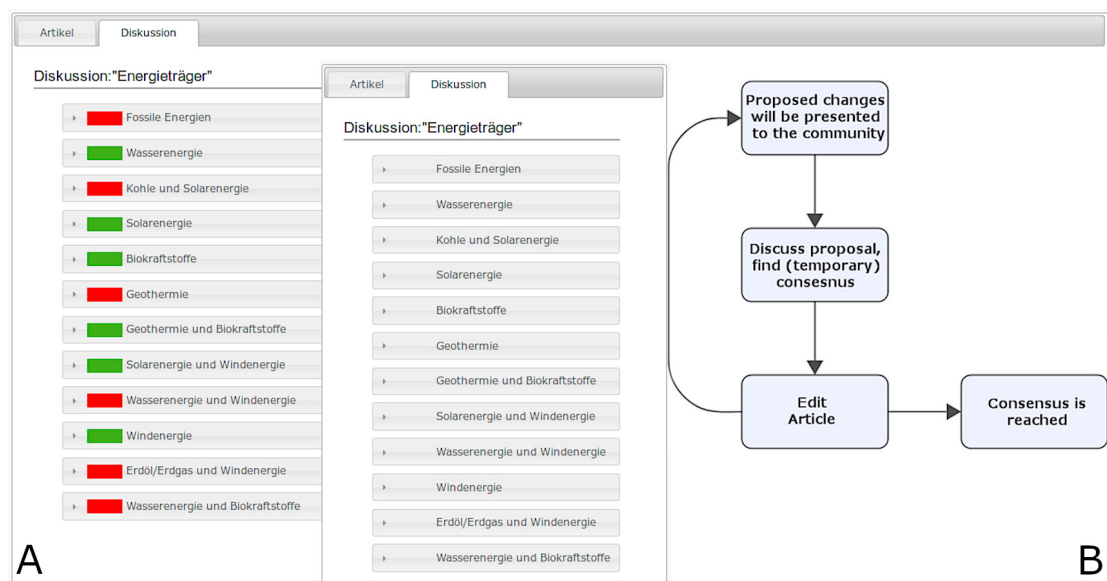 Artikel
Diskussion
Diskussion:"Energieträger"
Fossile Energien
Wasserenergie
Kohle und Solarenergie
Solarenergie
Biokraftstoffe
Geothermie
Geothermie und Biokraftstoffe
Solarenergie und Windenergie
Wasserenergie und Windenergie
Windenergie
Erdöl/Erdgas und Windenergie
Wasserenergie und Biokraftstoffe
A
Artikel
Diskussion
Diskussion:"Energieträger"
Fossile Energien
Wasserenergie
Kohle und Solarenergie
Solarenergie
Biokraftstoffe
Geothermie
Geothermie und Biokraftstoffe
Solarenergie und Windenergie
Wasserenergie und Windenergie
Windenergie
Erdöl/Erdgas und Windenergie
Wasserenergie und Biokraftstoffe
Proposed changes
will be presented
to the community
Discuss proposal,
find (temporary)
consesnus
Edit
Article
Consensus is
reached
B